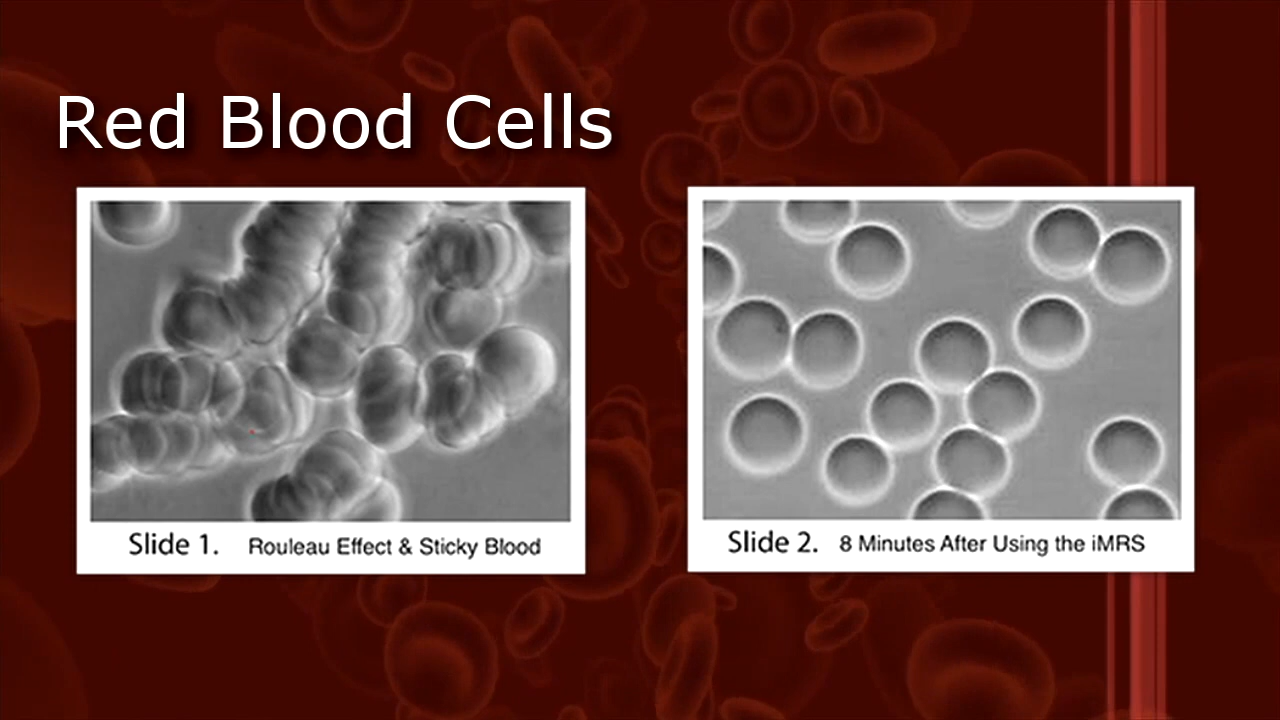 Red Blood Cells
Slide 1. Rouleau Effect & Sticky Blood
Slide 2. 8 Minutes After Using the iMRS